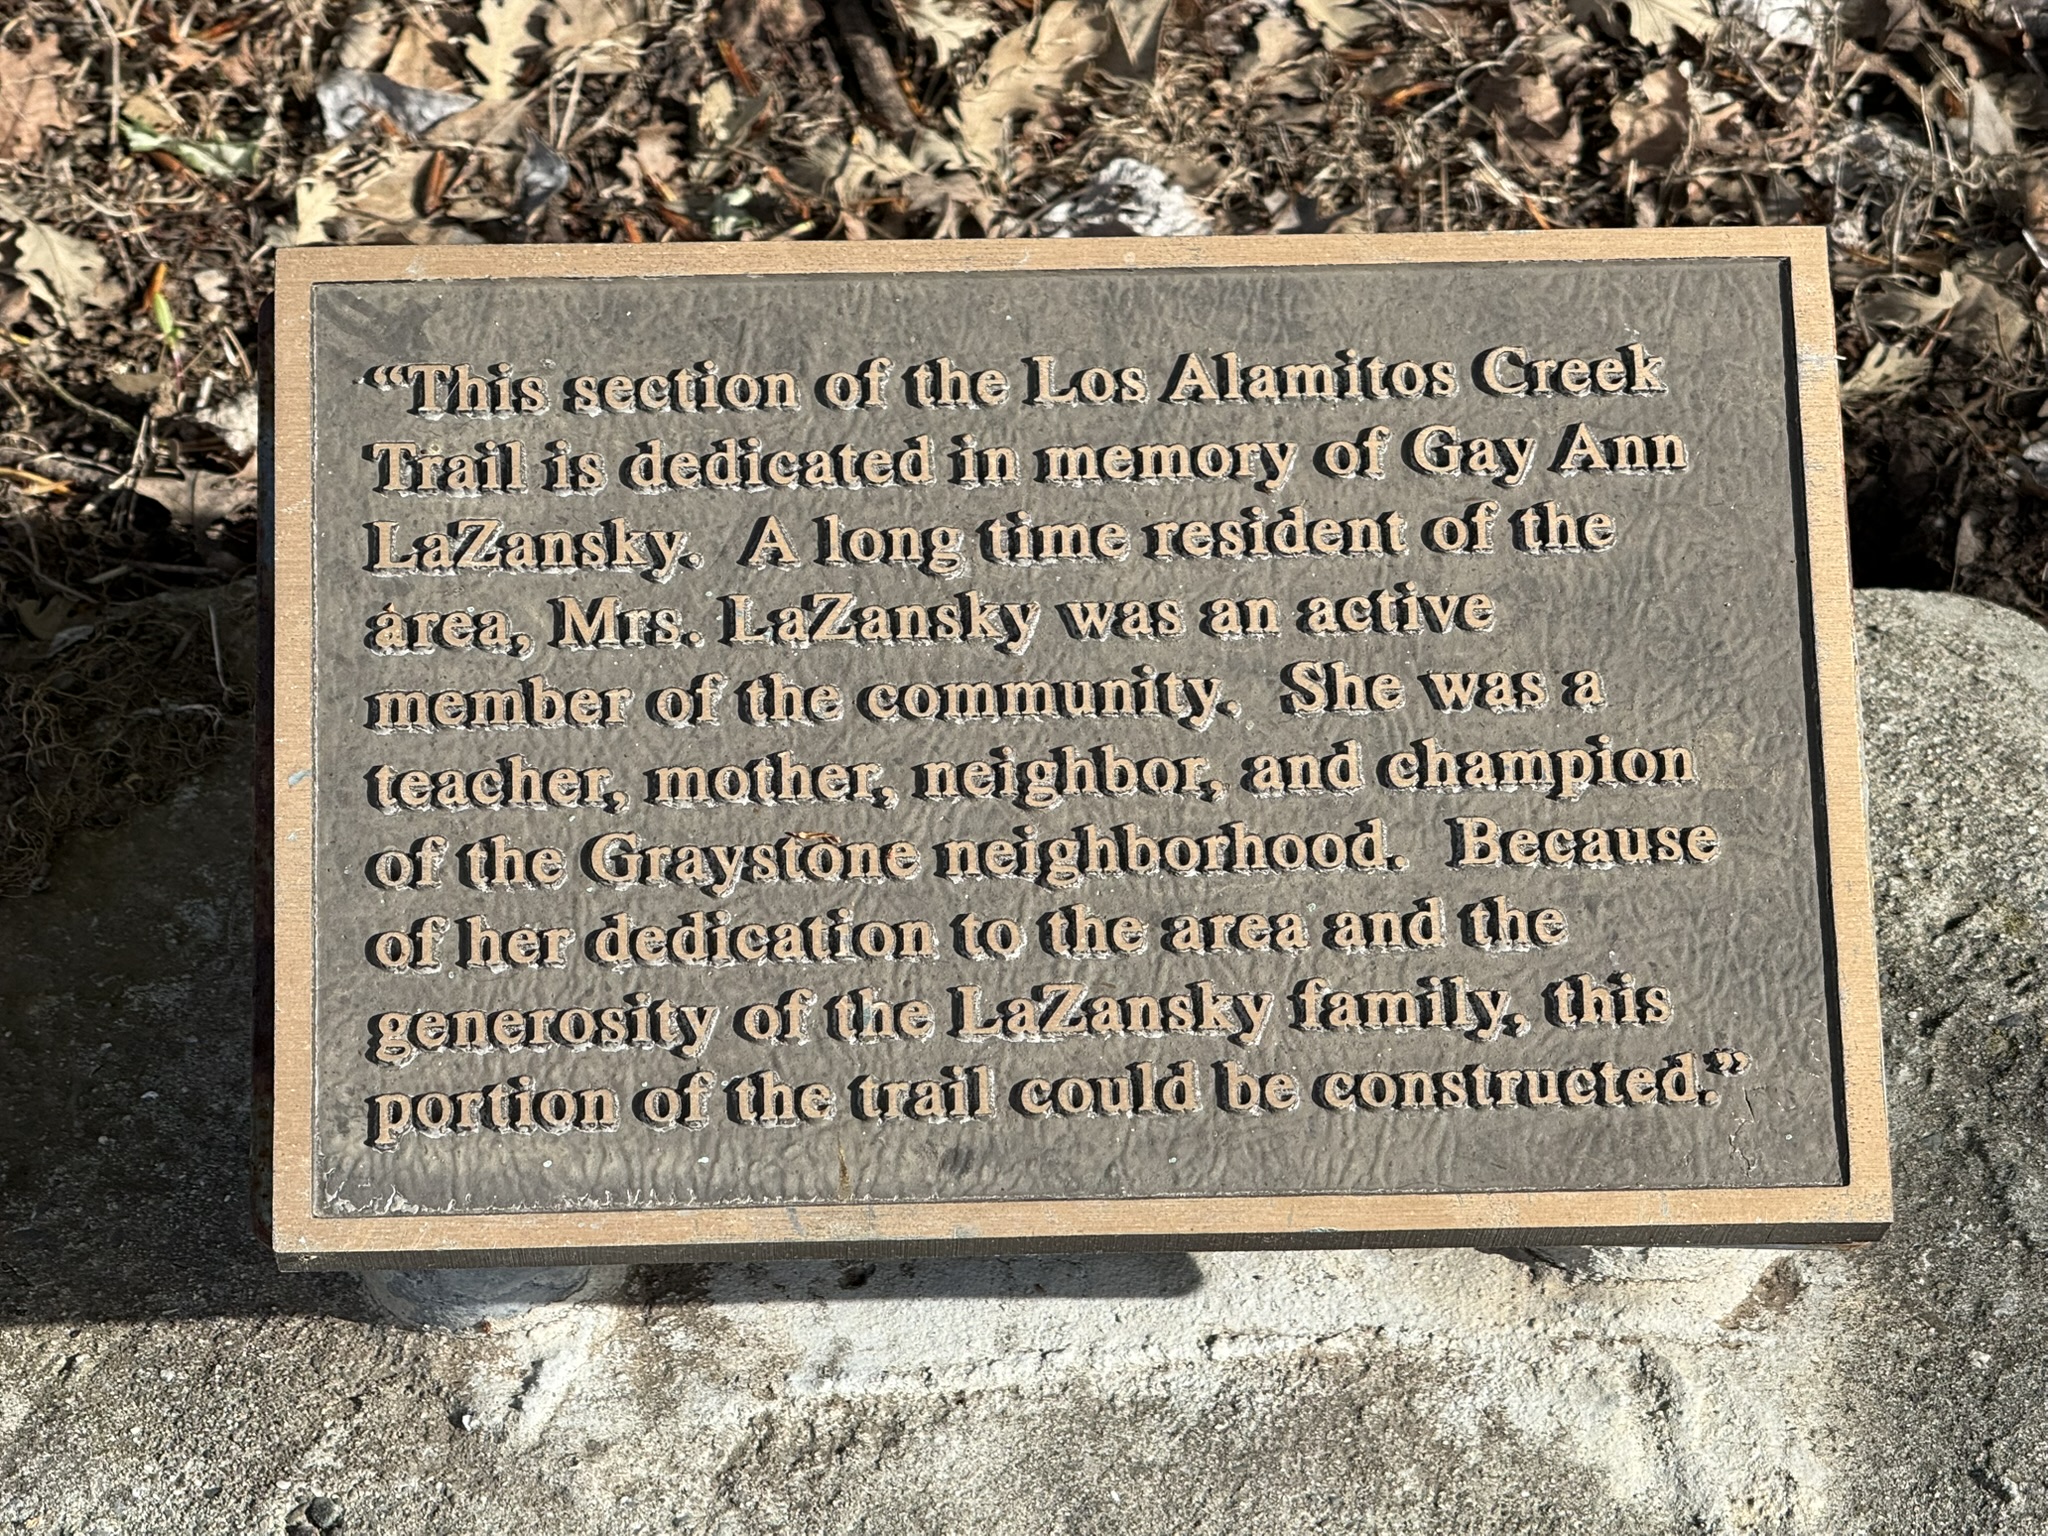 “This section of the Los Alamitos Creek
Trail is dedicated in memory of Gay Ann
LaZansky.  A long time resident of the
area, Mrs. LaZansky was an active
member of the community.  She was a
teacher, mother, neighbor, and champion
of the Graystone neighborhood.  Because
of her dedication to the area and the
generosity of the LaZansky family, this
portion of the trail could be constructed.”